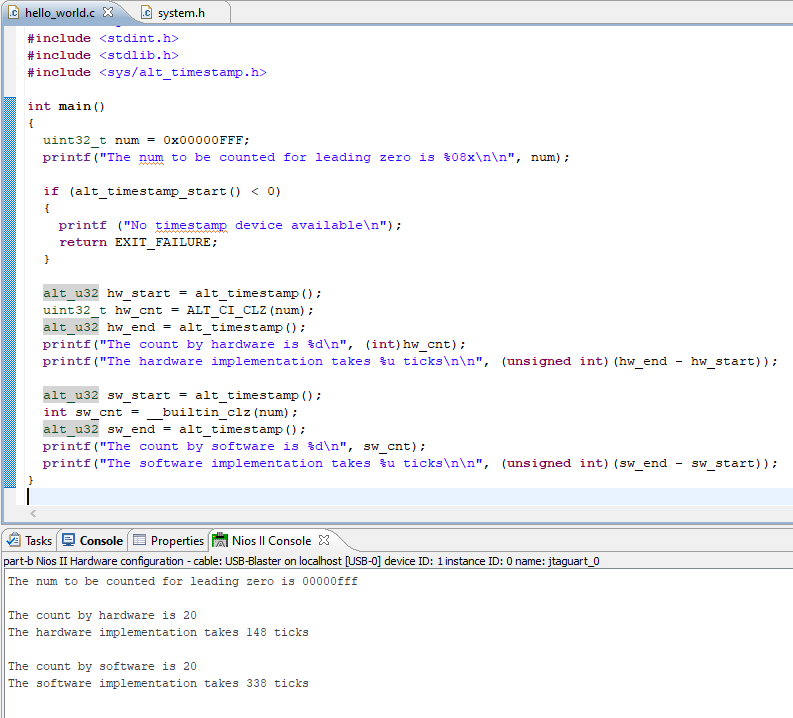 hello_world.c system.h
#include <stdint.h>
#include <stdlib.h>
#include <sys/alt_timestamp.h>
int main()
{
uint32_t num = 0x00000FFF;
printf("The num to be counted for leading zero is %08x\n\n", num);
if (alt_timestamp_start() < 0)
{
printf ("No timestamp device available\n");
return EXIT_FAILURE;
}
alt_u32 hw_start = alt_timestamp();
uint32_t hw_cnt = ALT_CI_CLZ(num);
alt_u32 hw_end = alt_timestamp();
printf("The count by hardware is %d\n", (int)hw_cnt);
printf("The hardware implementation takes %u ticks\n\n", (unsigned int)(hw_end - hw_start));
alt_u32 sw_start = alt_timestamp();
int sw_cnt = __builtin_clz(num);
alt_u32 sw_end = alt_timestamp();
printf("The count by software is %d\n", sw_cnt);
printf("The software implementation takes %u ticks\n\n", (unsigned int)(sw_end - sw_start));
}
Tasks Console Properties Nios II Console
part-b Nios II Hardware configuration - cable: USB-Blaster on localhost [USB-0] device ID: 1 instance ID: 0 name: jtaguart_0
The num to be counted for leading zero is 00000fff
The count by hardware is 20
The hardware implementation takes 148 ticks
The count by software is 20
The software implementation takes 338 ticks